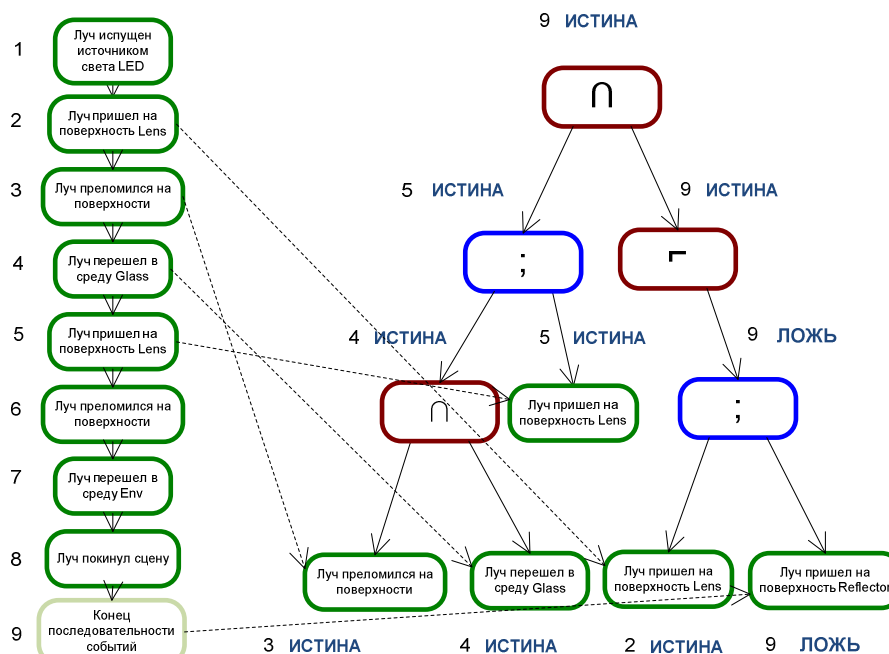 1
Луч испущен
источником
света LED
2
Луч пришел на
поверхность Lens
3
Луч преломился на
поверхности
4
Луч перешел в
среду Glass
5
Луч пришел на
поверхность Lens
6
Луч преломился на
поверхности
7
Луч перешел в
среду Env
8
Луч покинул сцену
9
Конец
последовательности
событий
9 ИСТИНА
∩
5 ИСТИНА
9 ИСТИНА
;
⌐
4 ИСТИНА
5 ИСТИНА
9 ЛОЖЬ
∩
Луч пришел на
поверхность Lens
;
Луч преломился на
поверхности
Луч перешел в
среду Glass
Луч пришел на
поверхность Lens
Луч пришел на
поверхность Reflector
3 ИСТИНА
4 ИСТИНА
2 ИСТИНА
9 ЛОЖЬ